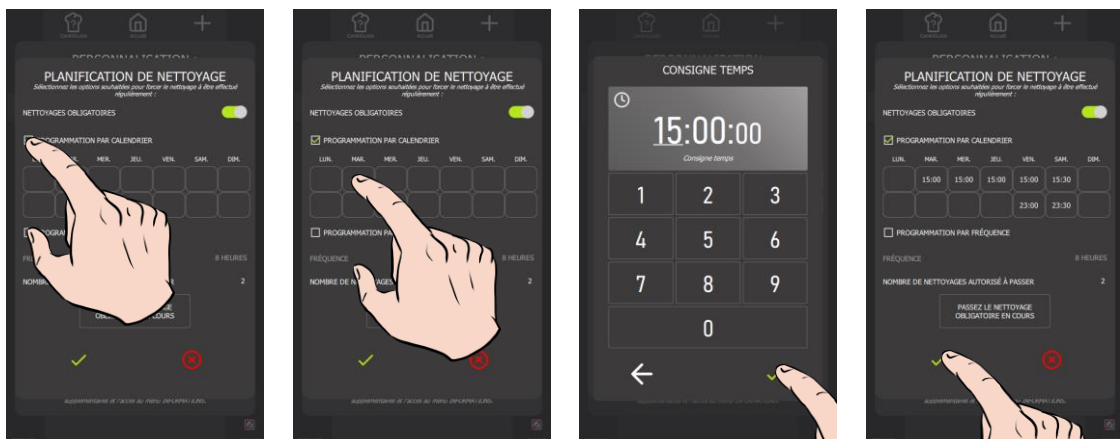 PLANIFICATION DE NETTOYAGE
Sélectionnez les options souhaitées pour forcer le nettoyage à être effectué
régulièrement :
NETTOYAGES OBLIGATOIRES
PROGRAMMATION PAR CALENDRIER
MER. JEU. VEN. SAM. DIM.
8 HEURES
2
PLANIFICATION DE NETTOYAGE
Sélectionnez les options souhaitées pour forcer le nettoyage à être effectué
régulièrement :
NETTOYAGES OBLIGATOIRES
PROGRAMMATION PAR CALENDRIER
LUN. MAR. MER. JEU. VEN. SAM. DIM.
PROGRAMMATION
FRÉQUENCE 8 HEURES
NOMBRE DE 2
CONSIGNE TEMPS
15:00:00
Consigne temps
1 2 3
4 5 6
7 8 9
0
PLANIFICATION DE NETTOYAGE
Sélectionnez les options souhaitées pour forcer le nettoyage à être effectué
régulièrement :
NETTOYAGES OBLIGATOIRES
PROGRAMMATION PAR CALENDRIER
LUN. MAR. MER. JEU. VEN. SAM. DIM.
15:00 15:00 15:00 15:00 15:30
23:00 23:30
PROGRAMMATION PAR FRÉQUENCE
FRÉQUENCE 8 HEURES
NOMBRE DE NETTOYAGES AUTORISÉ À PASSER 2
PASSEZ LE NETTOYAGE
OBLIGATOIRE EN COURS